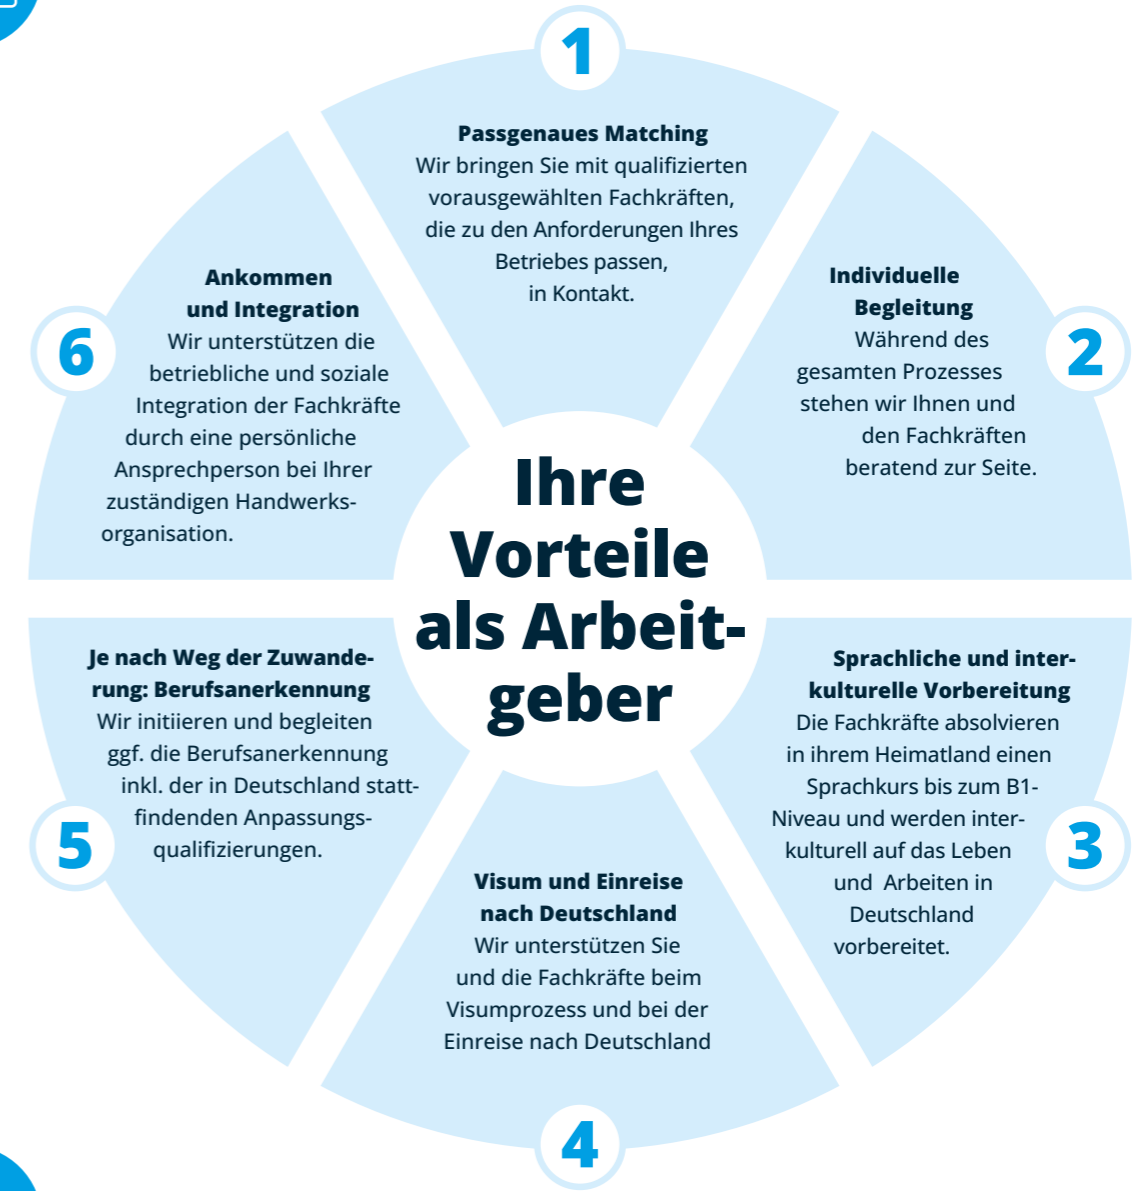 1
Passgenaues Matching
Wir bringen Sie mit qualifizierten
vorausgewählten Fachkräften,
die zu den Anforderungen Ihres
Betriebes passen,
in Kontakt.
Individuelle
Begleitung
Während des
gesamten Prozesses
stehen wir Ihnen und
den Fachkräften
beratend zur Seite.
2
Sprachliche und inter-
kulturelle Vorbereitung
Die Fachkräfte absolvieren
in ihrem Heimatland einen
Sprachkurs bis zum B1-
Niveau und werden inter-
kulturell auf das Leben
und Arbeiten in
Deutschland
vorbereitet.
3
Visum und Einreise
nach Deutschland
Wir unterstützen Sie
und die Fachkräfte beim
Visumprozess und bei der
Einreise nach Deutschland
4
Je nach Weg der Zuwande-
rung: Berufsanerkennung
Wir initiieren und begleiten
ggf. die Berufsanerkennung
inkl. der in Deutschland statt-
findenden Anpassungs-
qualifizierungen.
5
Ankommen
und Integration
Wir unterstützen die
betriebliche und soziale
Integration der Fachkräfte
durch eine persönliche
Ansprechperson bei Ihrer
zuständigen Handwerks-
organisation.
6
Ihre
Vorteile
als Arbeit-
geber